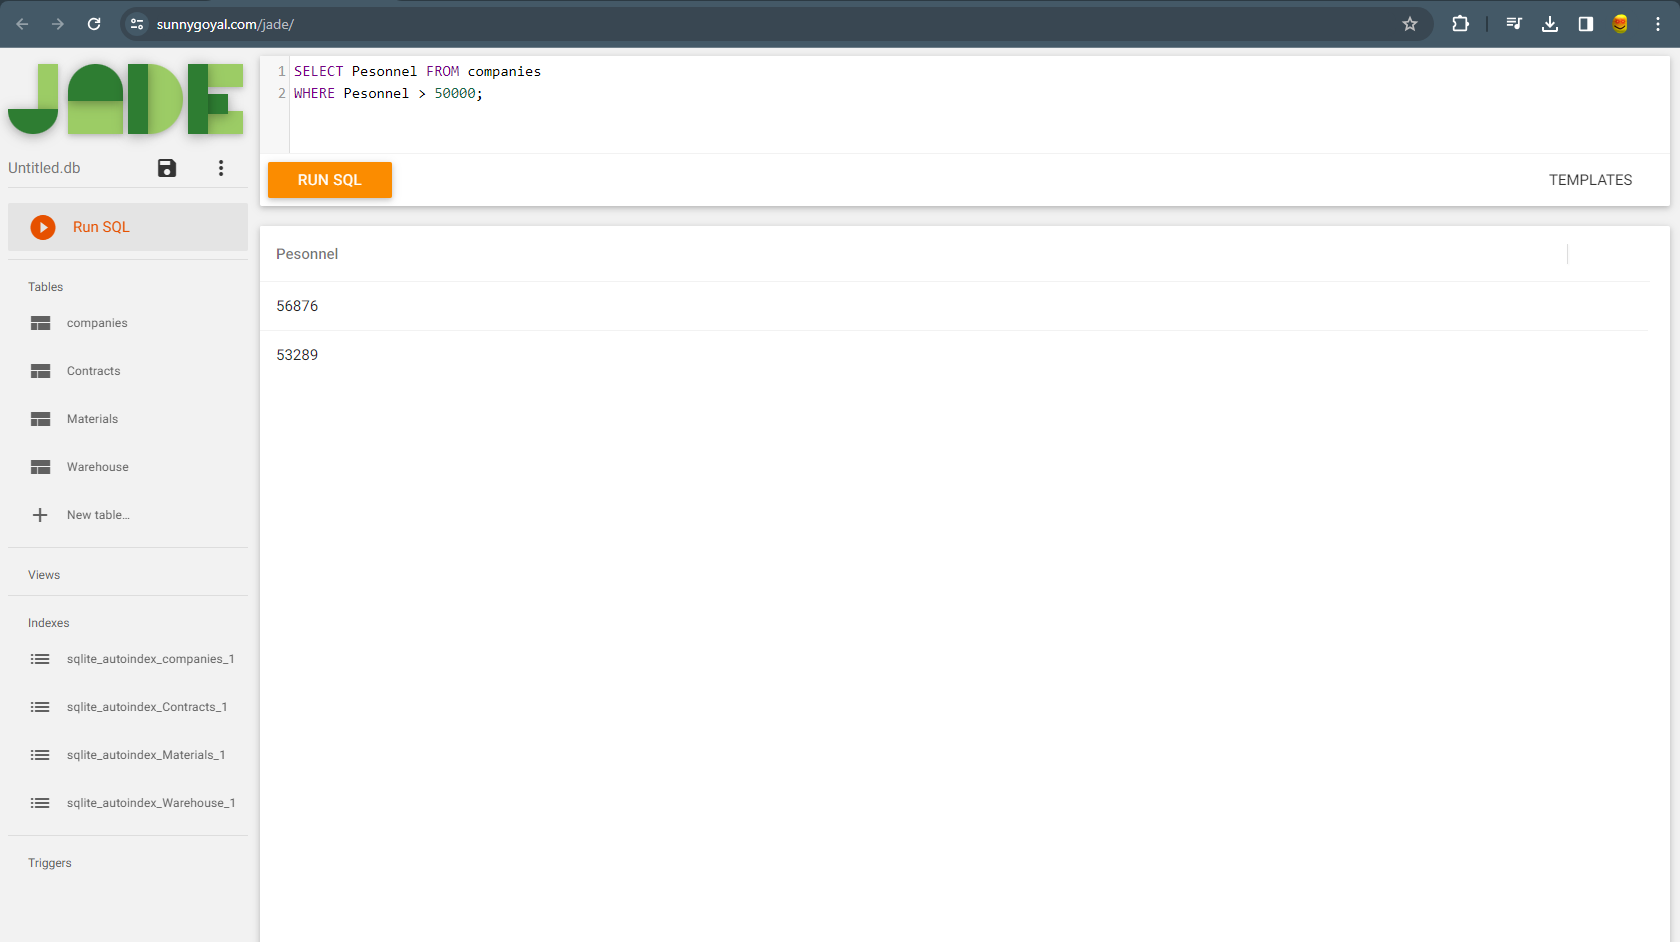 sunnygoyal.com/jade/
JADE
Untitled.db
Run SQL
Tables
companies
Contracts
Materials
Warehouse
New table...
Views
Indexes
sqlite_autoindex_companies_1
sqlite_autoindex_Contracts_1
sqlite_autoindex_Materials_1
sqlite_autoindex_Warehouse_1
Triggers
1 SELECT Pesonnel FROM companies
2 WHERE Pesonnel > 50000;
RUN SQL
TEMPLATES
Pesonnel
56876
53289